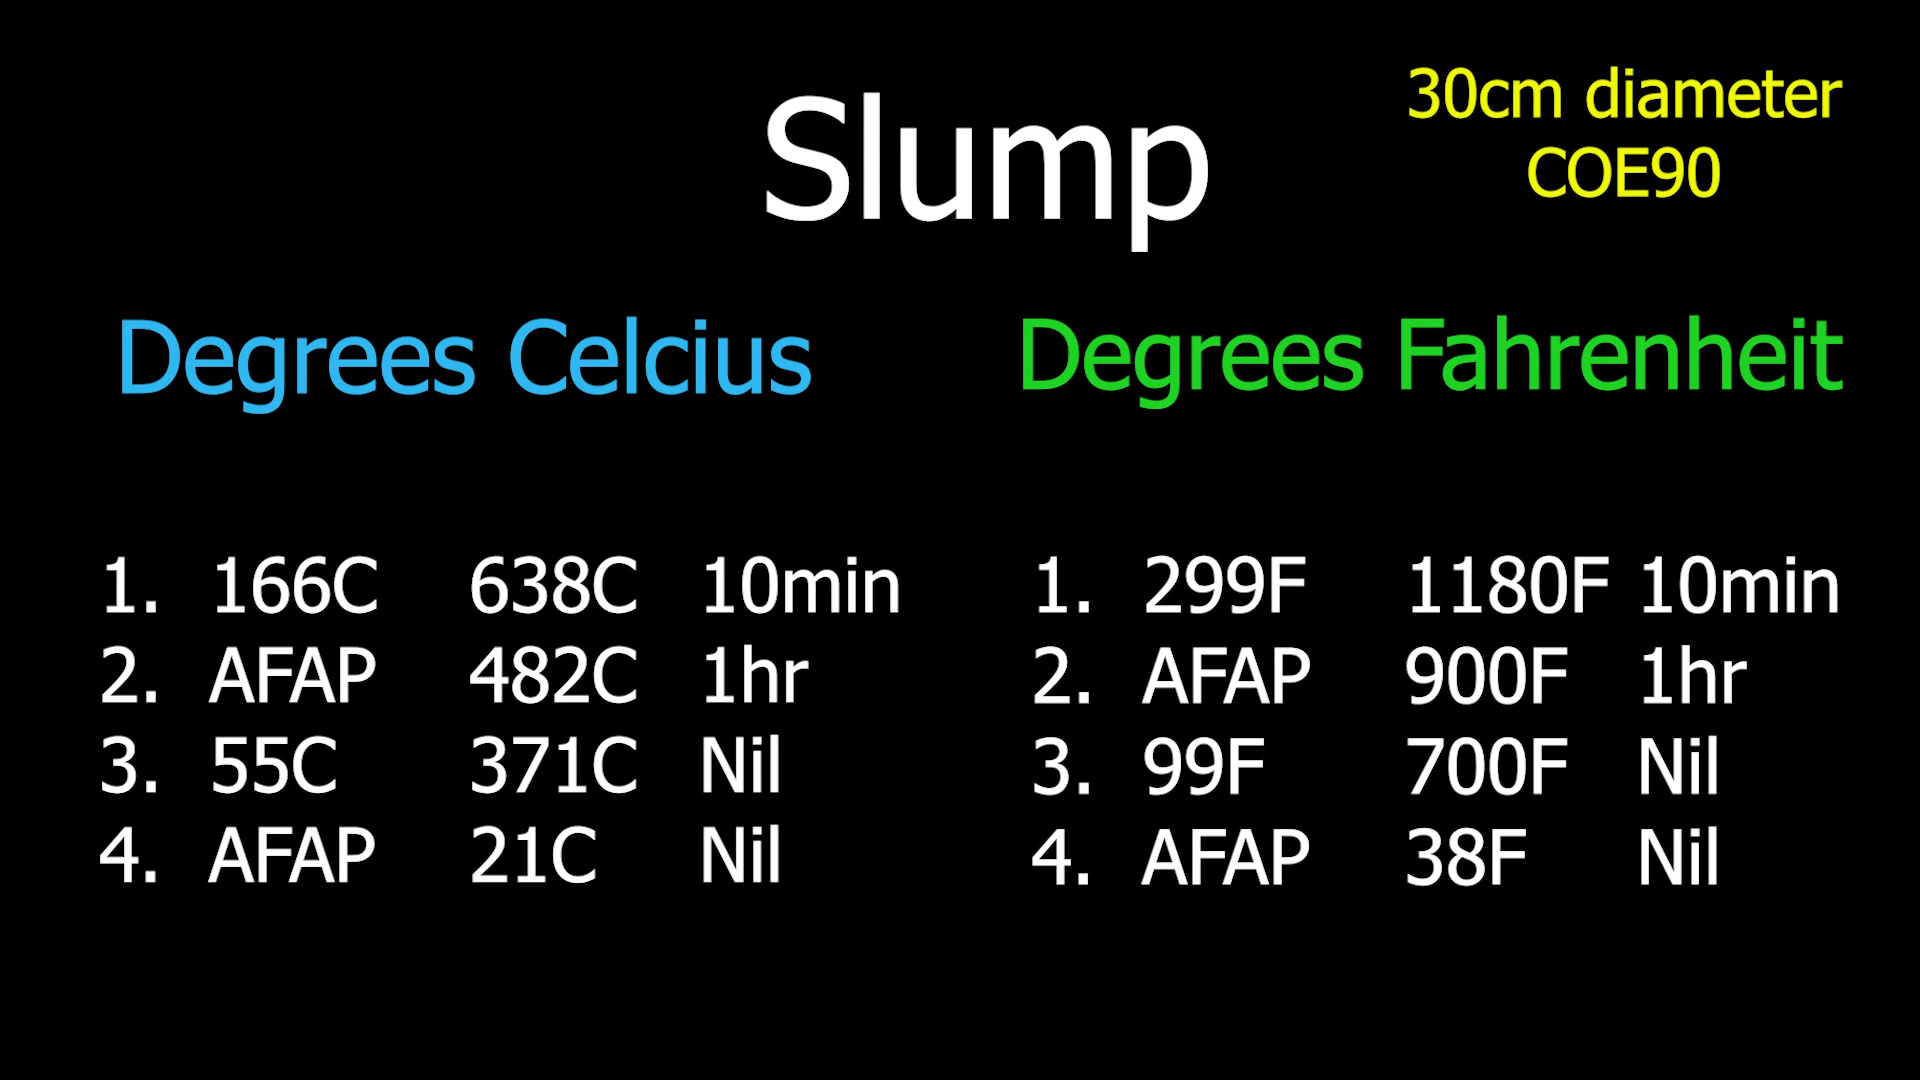 Slump
30cm diameter
COE90
Degrees Celcius
1. 166C 638C 10min
2. AFAP 482C 1hr
3. 55C 371C Nil
4. AFAP 21C Nil
Degrees Fahrenheit
1. 299F 1180F 10min
2. AFAP 900F 1hr
3. 99F 700F Nil
4. AFAP 38F Nil